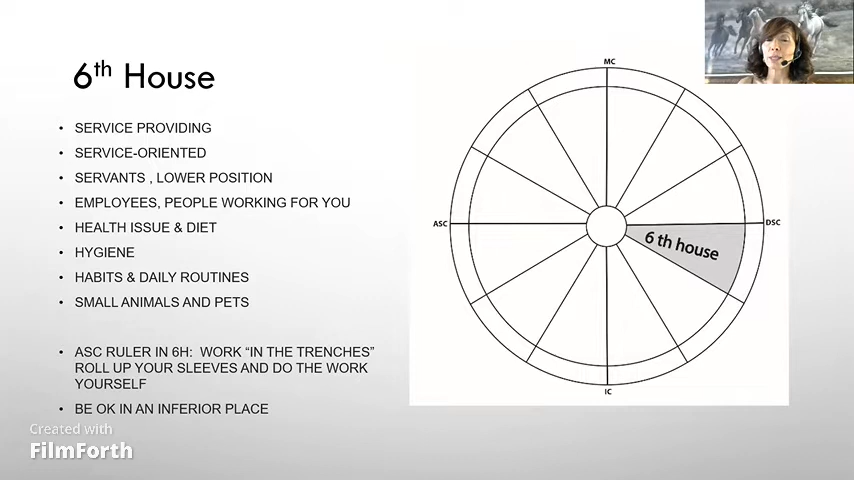 6th House
• SERVICE PROVIDING
• SERVICE-ORIENTED
• SERVANTS , LOWER POSITION
• EMPLOYEES, PEOPLE WORKING FOR YOU
• HEALTH ISSUE & DIET
• HYGIENE
• HABITS & DAILY ROUTINES
• SMALL ANIMALS AND PETS
• ASC RULER IN 6H: WORK “IN THE TRENCHES”
ROLL UP YOUR SLEEVES AND DO THE WORK
YOURSELF
• BE OK IN AN INFERIOR PLACE
MC
ASC
DSC
6 th house
IC
Created with
FilmForth